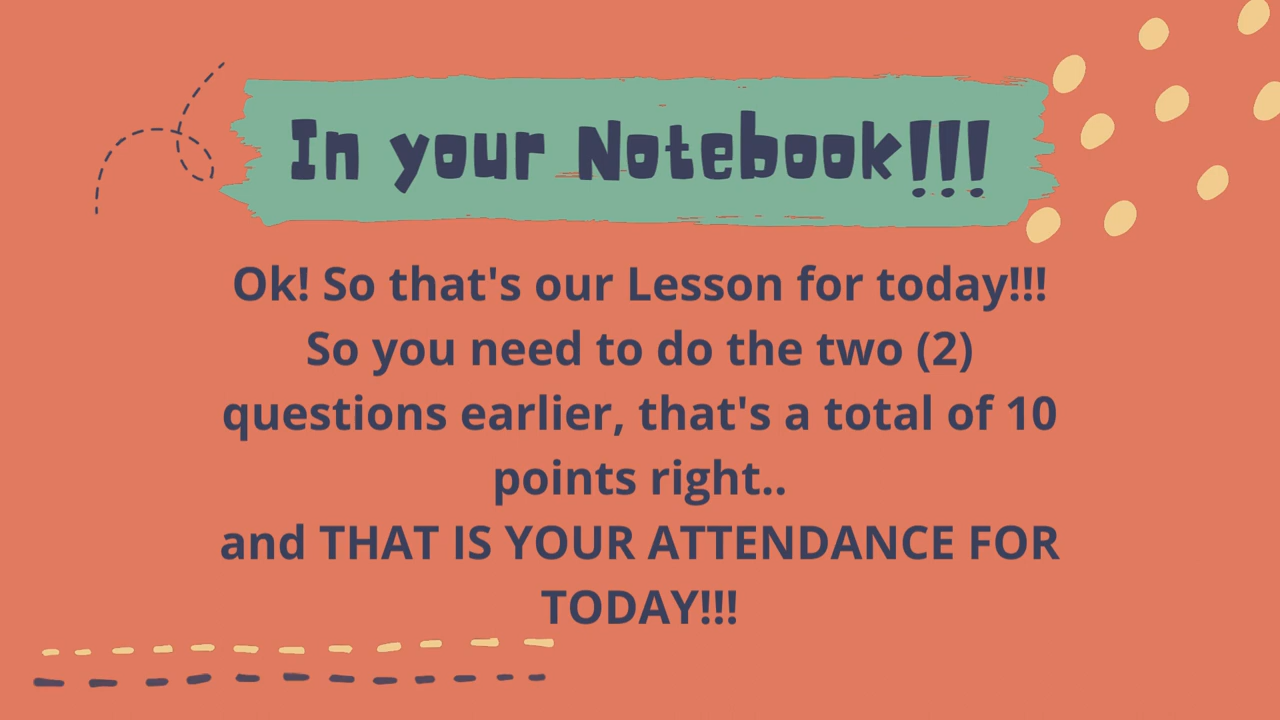 In your Notebook!!!
Ok! So that's our Lesson for today!!!
So you need to do the two (2)
questions earlier, that's a total of 10
points right..
and THAT IS YOUR ATTENDANCE FOR
TODAY!!!